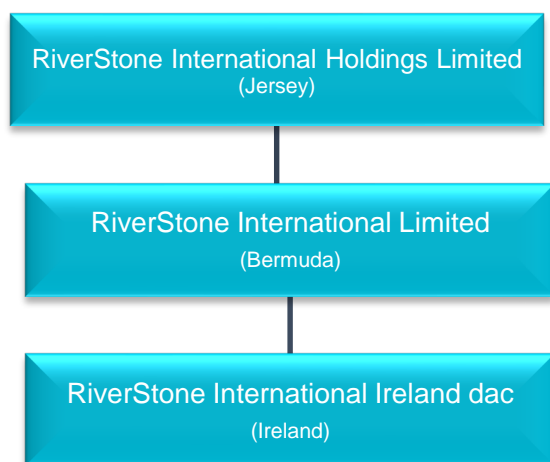 RiverStone International Holdings Limited
(Jersey)
RiverStone International Limited
(Bermuda)
RiverStone International Ireland dac
(Ireland)